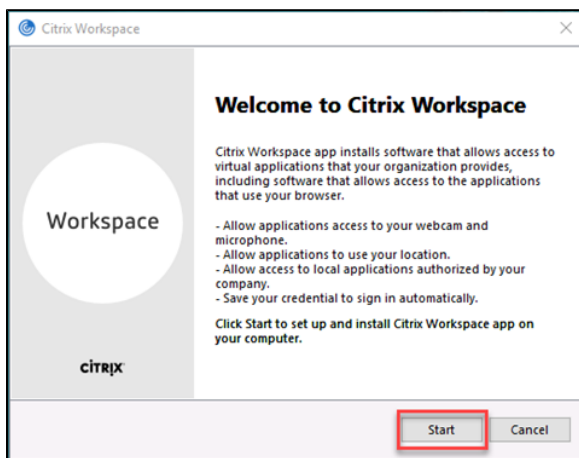 Citrix Workspace
Welcome to Citrix Workspace
Citrix Workspace app installs software that allows access to
virtual applications that your organization provides,
including software that allows access to the applications
that use your browser.
- Allow applications access to your webcam and
microphone.
- Allow applications to use your location.
- Allow access to local applications authorized by your
company.
- Save your credential to sign in automatically.
Click Start to set up and install Citrix Workspace app on
your computer.
Workspace
CİTRIX
Start
Cancel